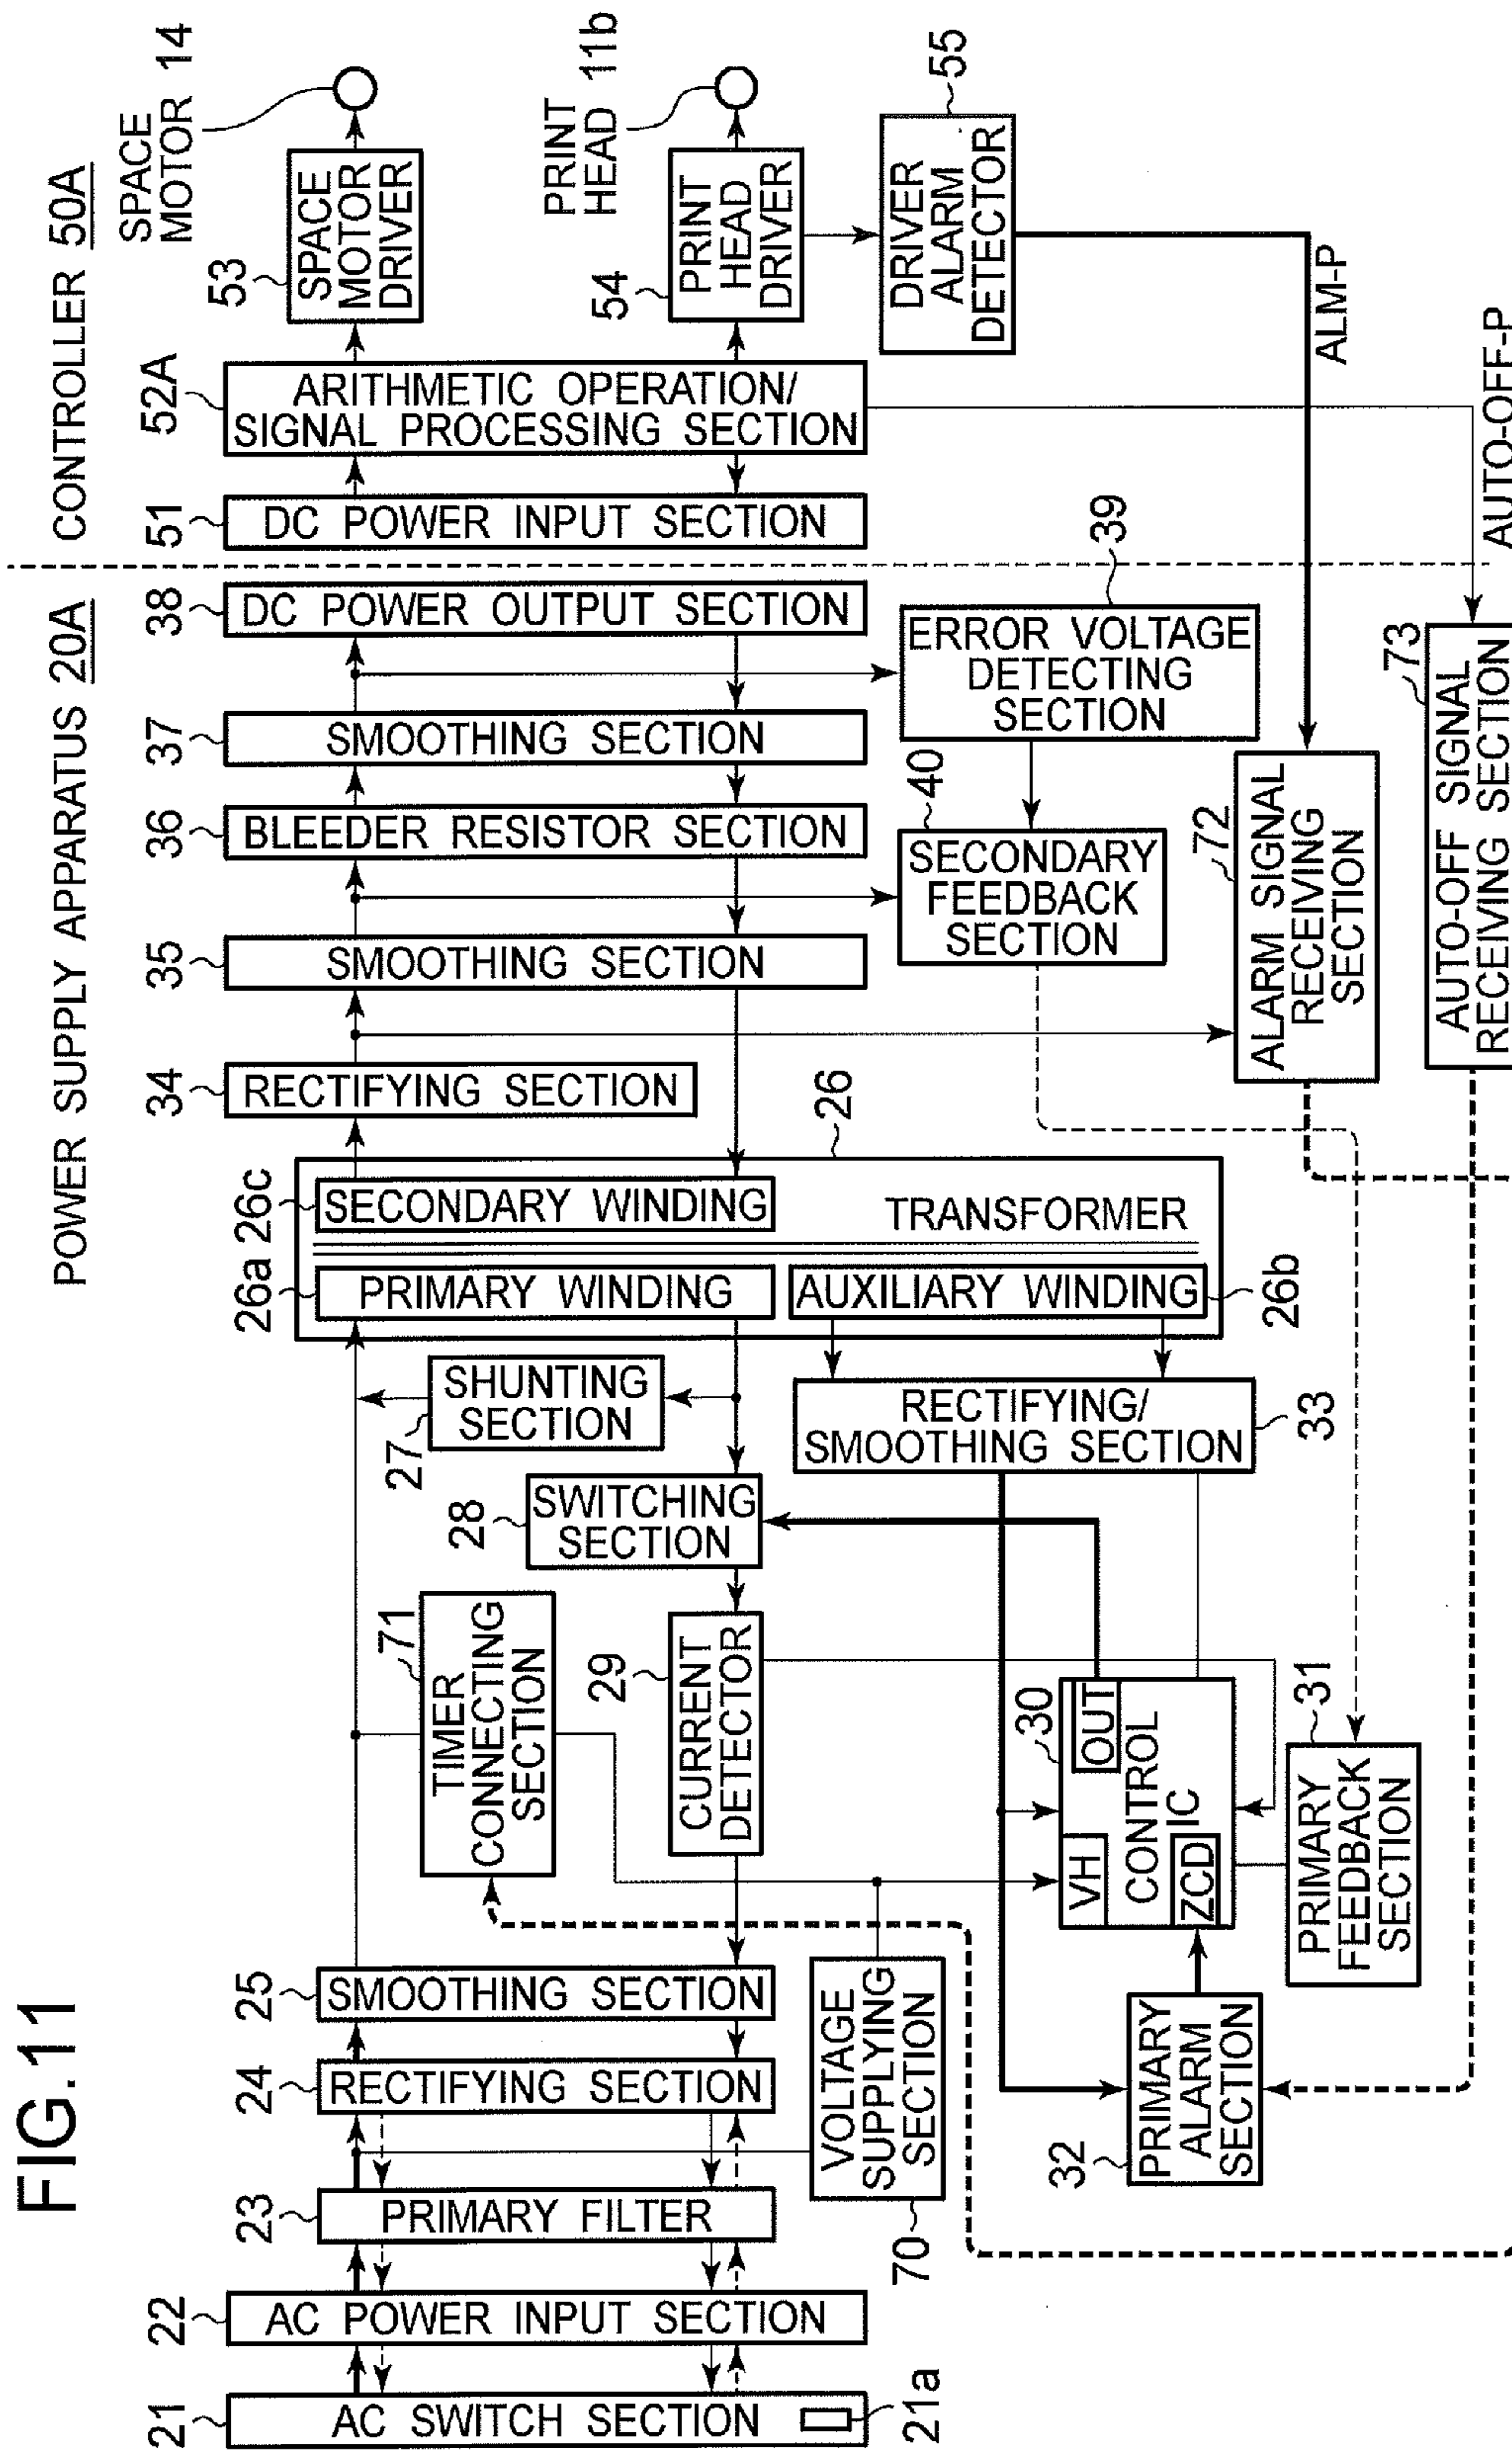 FIG.11
POWER SUPPLY APPARATUS 20A
CONTROLLER 50A
SPACE
MOTOR 14
PRINT
HEAD 11b
21
AC SWITCH SECTION
21a
22
AC POWER INPUT SECTION
23
PRIMARY FILTER
24
RECTIFYING SECTION
25
SMOOTHING SECTION
70
VOLTAGE
SUPPLYING
SECTION
71
TIMER
CONNECTING
SECTION
29
CURRENT
DETECTOR
28
SWITCHING
SECTION
27
SHUNTING
SECTION
26a
PRIMARY WINDING
26c
SECONDARY WINDING
AUXILIARY WINDING
26b
TRANSFORMER
26
RECTIFYING/
SMOOTHING SECTION
33
30
VH
OUT
CONTROL
IC
ZCD
31
PRIMARY
FEEDBACK
SECTION
32
PRIMARY
ALARM
SECTION
34
RECTIFYING SECTION
35
SMOOTHING SECTION
36
BLEEDER RESISTOR SECTION
37
SMOOTHING SECTION
38
DC POWER OUTPUT SECTION
39
ERROR VOLTAGE
DETECTING
SECTION
40
SECONDARY
FEEDBACK
SECTION
72
ALARM SIGNAL
RECEIVING
SECTION
73
AUTO-OFF SIGNAL
RECEIVING SECTION
51
DC POWER INPUT SECTION
52A
ARITHMETIC OPERATION/
SIGNAL PROCESSING SECTION
53
SPACE
MOTOR
DRIVER
54
PRINT
HEAD
DRIVER
55
DRIVER
ALARM
DETECTOR
ALM-P
AUTO-OFF-P